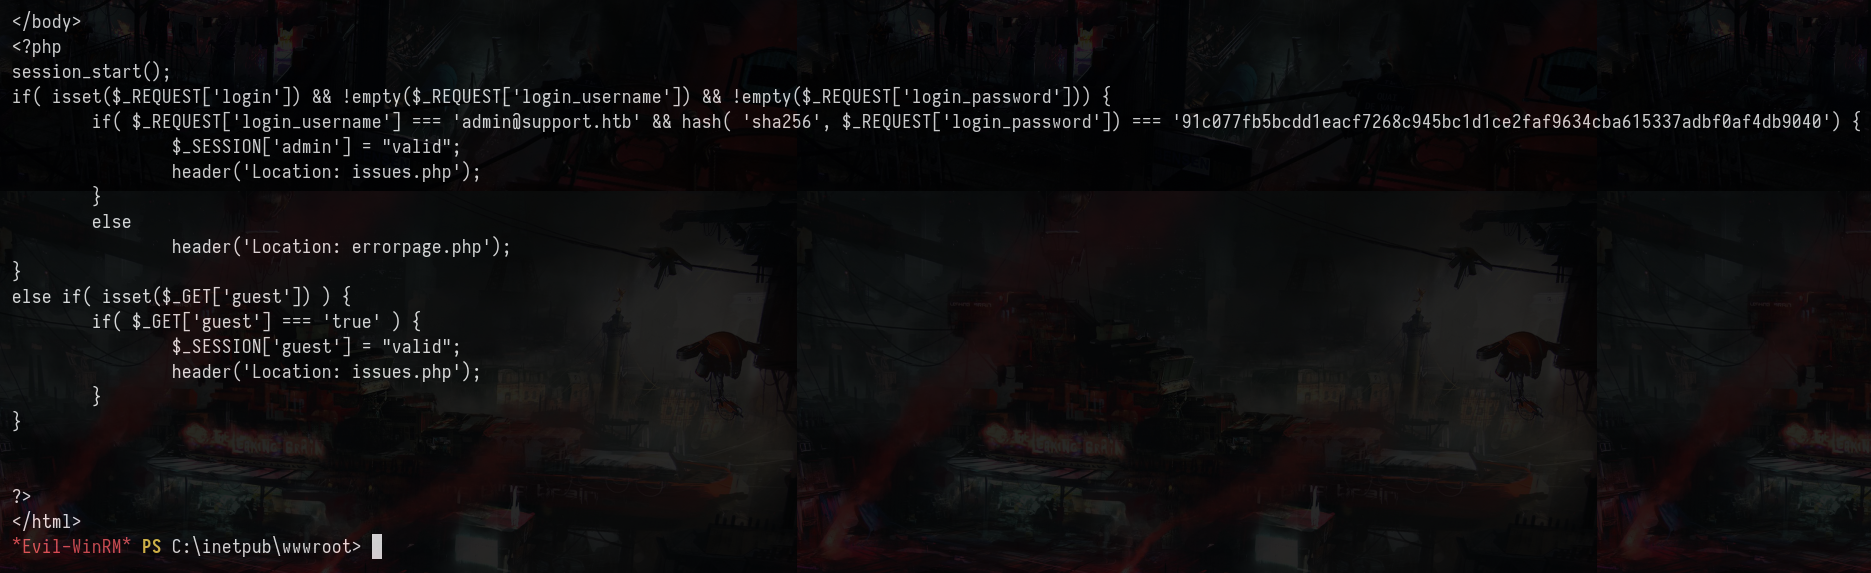 </body>
<?php
session_start();
if( isset($_REQUEST['login']) && !empty($_REQUEST['login_username']) && !empty($_REQUEST['login_password'])) {
        if( $_REQUEST['login_username'] === 'admin@support.htb' && hash( 'sha256', $_REQUEST['login_password']) === '91c077fb5bcdd1eacf7268c945bc1d1ce2faf9634cba615337adbf0af4db9040') {
                $_SESSION['admin'] = "valid";
                header('Location: issues.php');
        }
        else
                header('Location: errorpage.php');
}
else if( isset($_GET['guest']) ) {
        if( $_GET['guest'] === 'true' ) {
                $_SESSION['guest'] = "valid";
                header('Location: issues.php');
        }
}
?>
</html>
*Evil-WinRM* PS C:\inetpub\wwwroot>